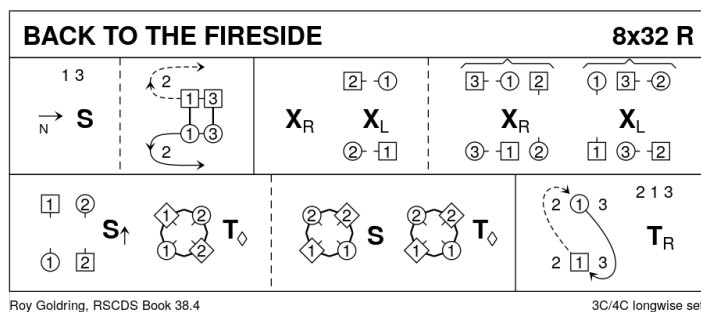 BACK TO THE FIRESIDE 8x32 R
1 3
N S
2
1 3
1 3
2
2 1
X R X L
2 1
3 1 2 1 3 2
X R X L
3 1 2 1 3 2
1 2 1 2 2 2 2 2 2 1 3 2 1 3
S T S T T R
1 2 1 2 1 1 1 1 2 1 3
Roy Goldring, RSCDS Book 38.4 3C/4C longwise set